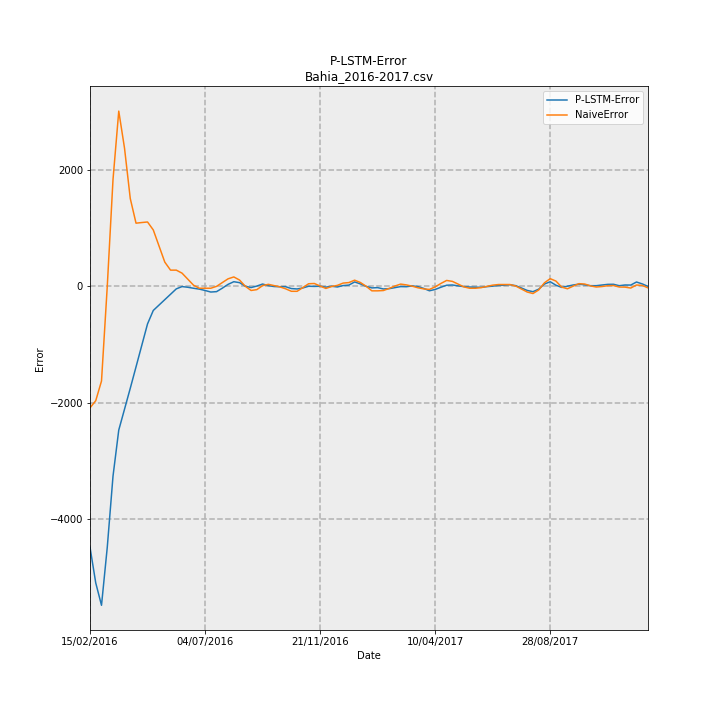 P-LSTM-Error
Bahia_2016-2017.csv
P-LSTM-Error
NaiveError
2000
0
−2000
−4000
Error
15/02/2016 04/07/2016 21/11/2016 10/04/2017 28/08/2017
Date